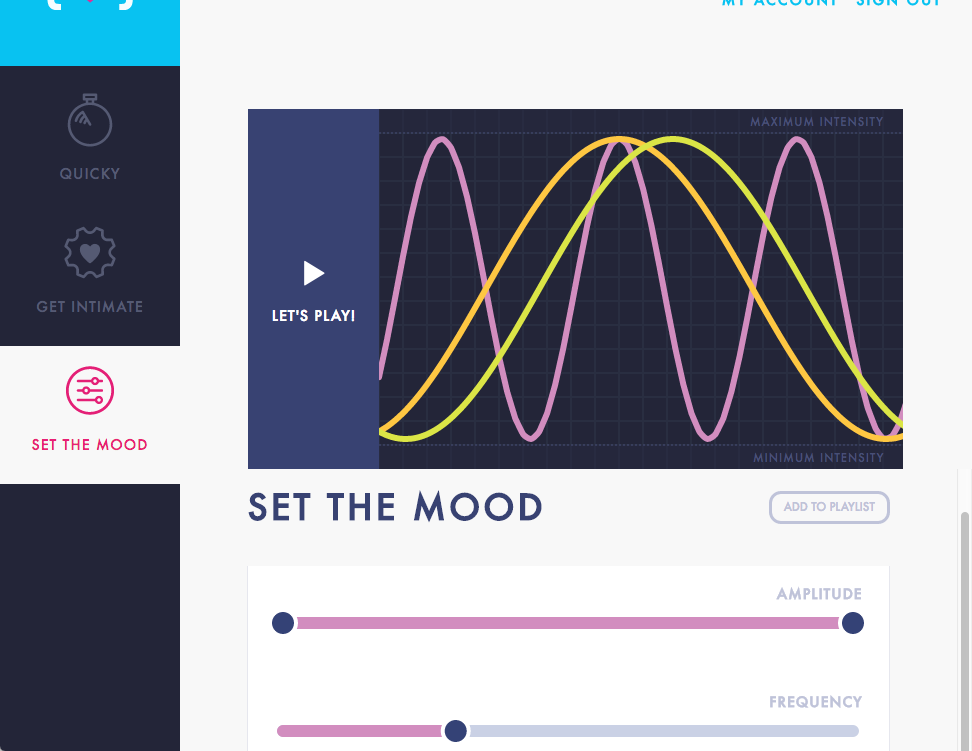 MY ACCOUNT SIGN OUT
QUICKY
GET INTIMATE
SET THE MOOD
MAXIMUM INTENSITY
LET'S PLAY!
MINIMUM INTENSITY
SET THE MOOD
ADD TO PLAYLIST
AMPLITUDE
FREQUENCY